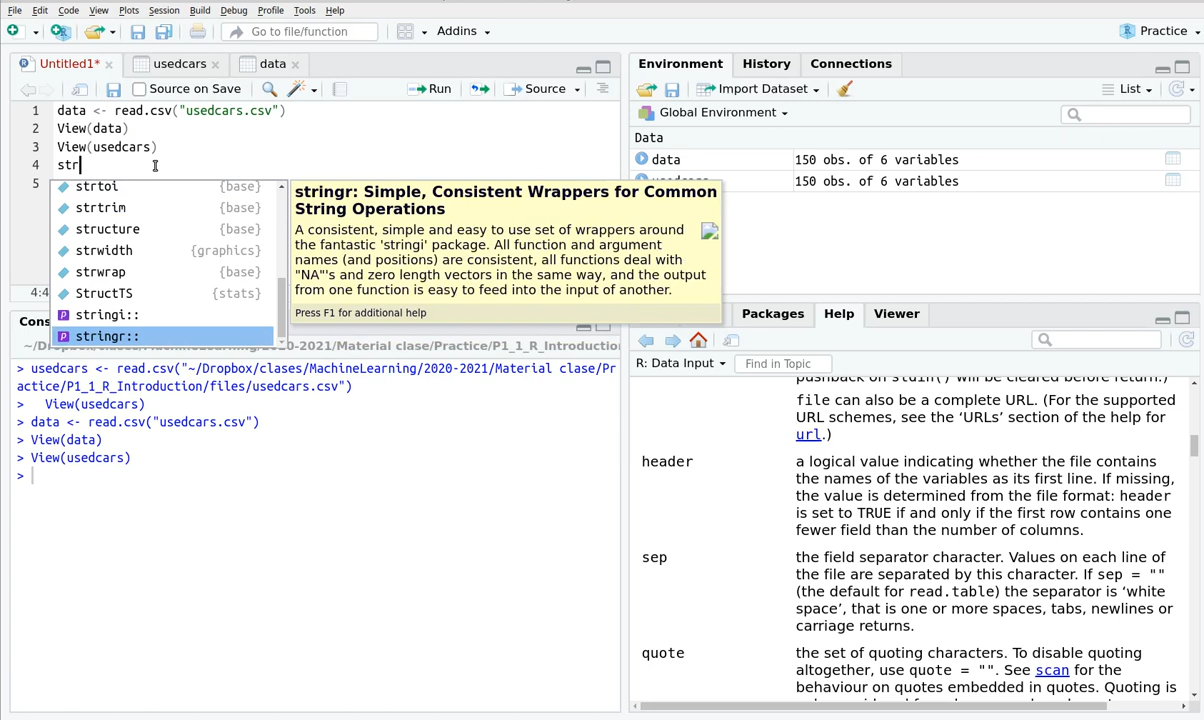 File Edit Code View Plots Session Build Debug Profile Tools Help
Go to file/function Addins Practice
Untitled1* usedcars data
Source on Save Run Source
1 data <- read.csv("usedcars.csv")
2 View(data)
3 View(usedcars)
4 str
5
strtoi {base}
strtrim {base}
structure {base}
strwidth {graphics}
strwrap {base}
StructTS {stats}
stringi::
stringr::
stringr: Simple, Consistent Wrappers for Common
String Operations
A consistent, simple and easy to use set of wrappers around
the fantastic 'stringi' package. All function and argument
names (and positions) are consistent, all functions deal with
"NA"'s and zero length vectors in the same way, and the output
from one function is easy to feed into the input of another.
Press F1 for additional help
4:4
> usedcars <- read.csv("~/Dropbox/clases/MachineLearning/2020-2021/Material clase/Pr
actice/P1_1_R_Introduction/files/usedcars.csv")
> View(usedcars)
> data <- read.csv("usedcars.csv")
> View(data)
> View(usedcars)
>
Environment History Connections
Import Dataset List
Global Environment
Data
data 150 obs. of 6 variables
150 obs. of 6 variables
Packages Help Viewer
R: Data Input Find in Topic
pushback on stdin() will be cleared before return.)
file can also be a complete URL. (For the supported
URL schemes, see the ‘URLs’ section of the help for
url.)
header a logical value indicating whether the file contains
the names of the variables as its first line. If missing,
the value is determined from the file format: header
is set to TRUE if and only if the first row contains one
fewer field than the number of columns.
sep the field separator character. Values on each line of
the file are separated by this character. If sep = ""
(the default for read.table) the separator is ‘white
space’, that is one or more spaces, tabs, newlines or
carriage returns.
quote the set of quoting characters. To disable quoting
altogether, use quote = "". See scan for the
behaviour on quotes embedded in quotes. Quoting is